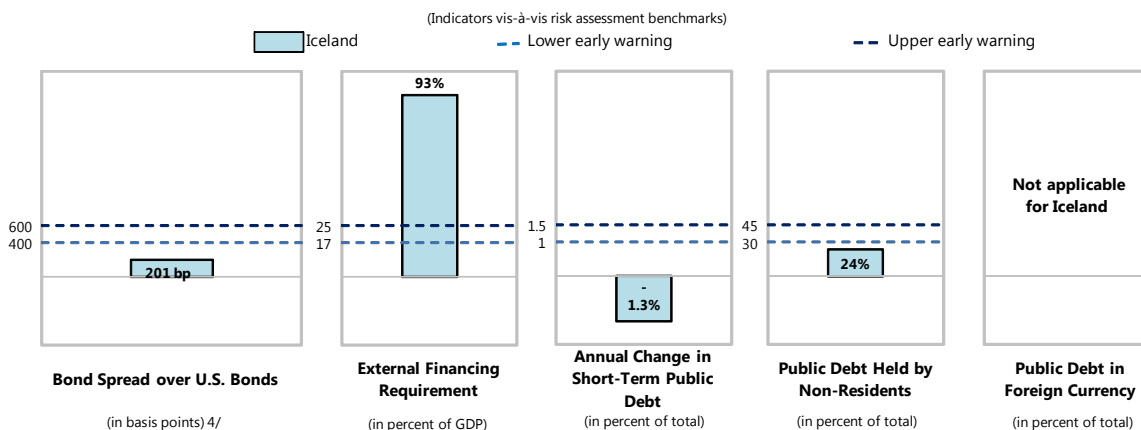 (Indicators vis-à-vis risk assessment benchmarks)
Iceland
Lower early warning
Upper early warning
600
400
201 bp
Bond Spread over U.S. Bonds
(in basis points) 4/
93%
25
17
External Financing
Requirement
(in percent of GDP)
1.5
1
-
1.3%
Annual Change in
Short-Term Public
Debt
(in percent of total)
45
30
24%
Public Debt Held by
Non-Residents
(in percent of total)
Not applicable
for Iceland
Public Debt in
Foreign Currency
(in percent of total)